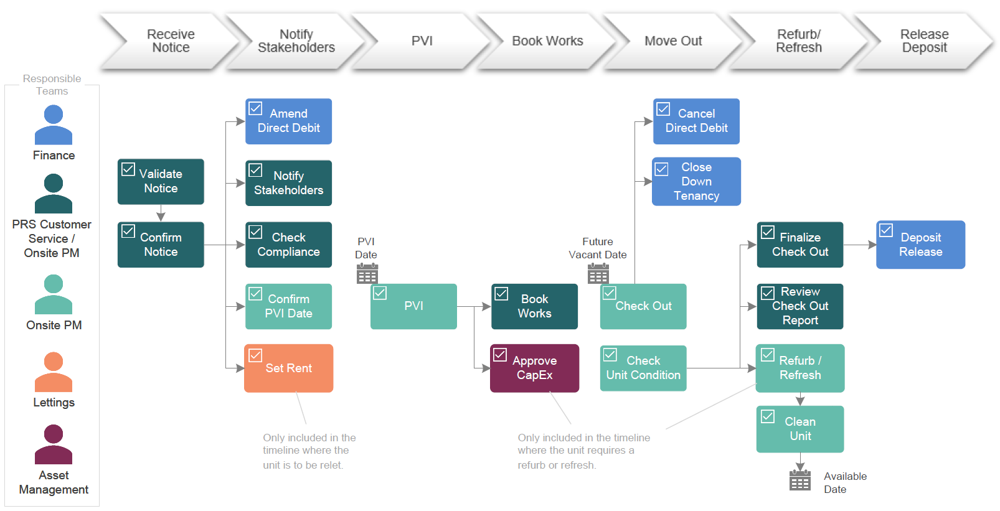 Receive
Notice
Notify
Stakeholders
PVI
Book Works
Move Out
Refurb/
Refresh
Release
Deposit
Responsible
Teams
Finance
PRS Customer
Service /
Onsite PM
Onsite PM
Lettings
Asset
Management
Validate
Notice
Confirm
Notice
Amend
Direct Debit
Notify
Stakeholders
Check
Compliance
Confirm
PVI Date
Set Rent
Only included in the
timeline where the
unit is to be relet.
PVI
Date
PVI
Book
Works
Approve
CapEx
Only included in the timeline
where the unit requires a
refurb or refresh.
Future
Vacant Date
Check Out
Check
Unit Condition
Cancel
Direct Debit
Close
Down
Tenancy
Finalize
Check Out
Review
Check Out
Report
Refurb /
Refresh
Clean
Unit
Available
Date
Deposit
Release